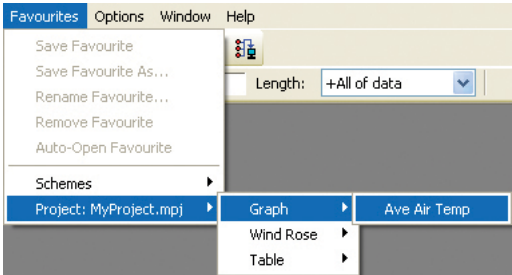 Favourites Options Window Help
Save Favourite
Save Favourite As...
Length: +All of data
Rename Favourite...
Remove Favourite
Auto-Open Favourite
Schemes
Project: MyProject.mpj Graph Ave Air Temp
Wind Rose
Table